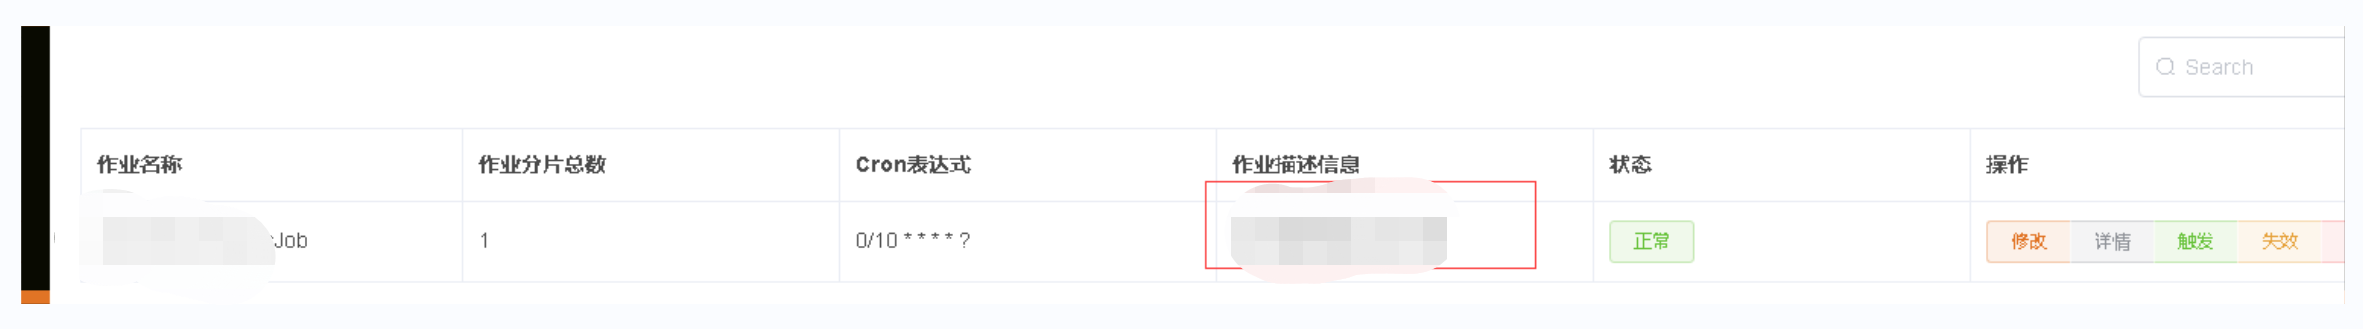 Search
作业名称 作业分片总数 Cron表达式 作业描述信息 状态 操作
Job 1 0/10 * * * * ? 正常 修改 详情 触发 失效